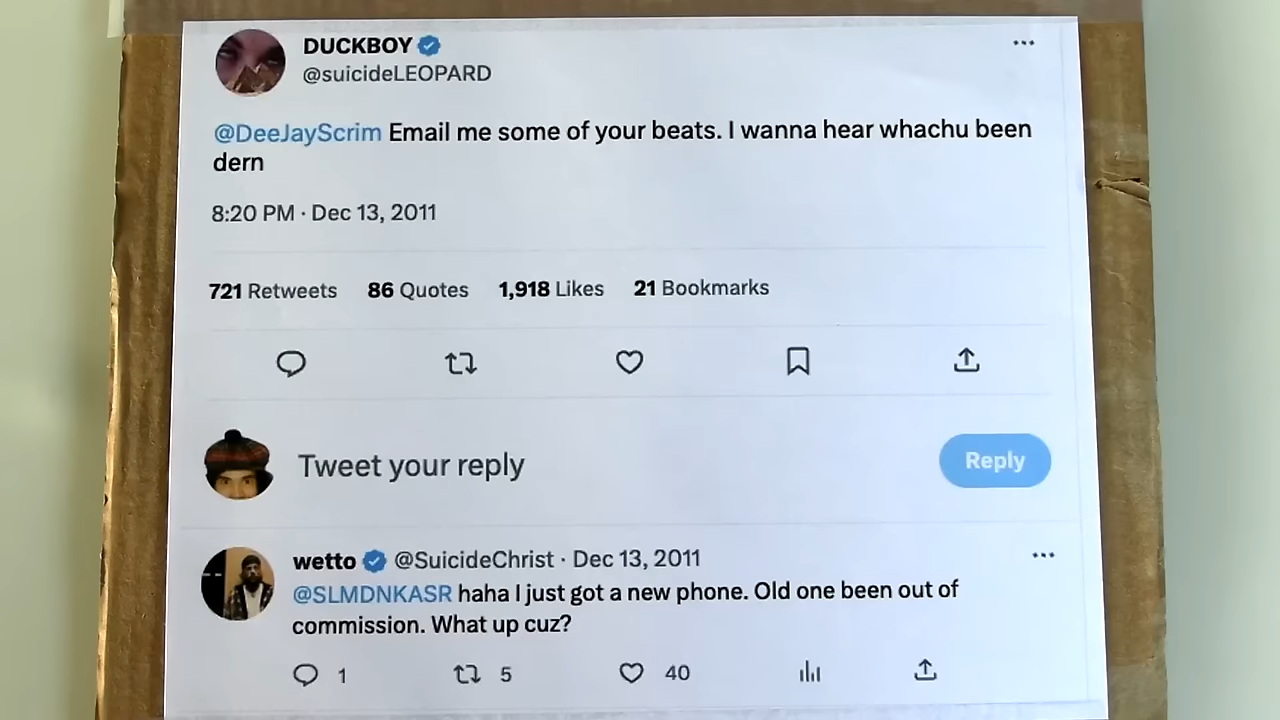 DUCKBOY
@suicideLEOPARD
@DeeJayScrim Email me some of your beats. I wanna hear whachu been
dern
8:20 PM · Dec 13, 2011
721 Retweets 86 Quotes 1,918 Likes 21 Bookmarks
Tweet your reply
Reply
wetto @SuicideChrist · Dec 13, 2011
@SLMDNKASR haha I just got a new phone. Old one been out of
commission. What up cuz?
1 5 40